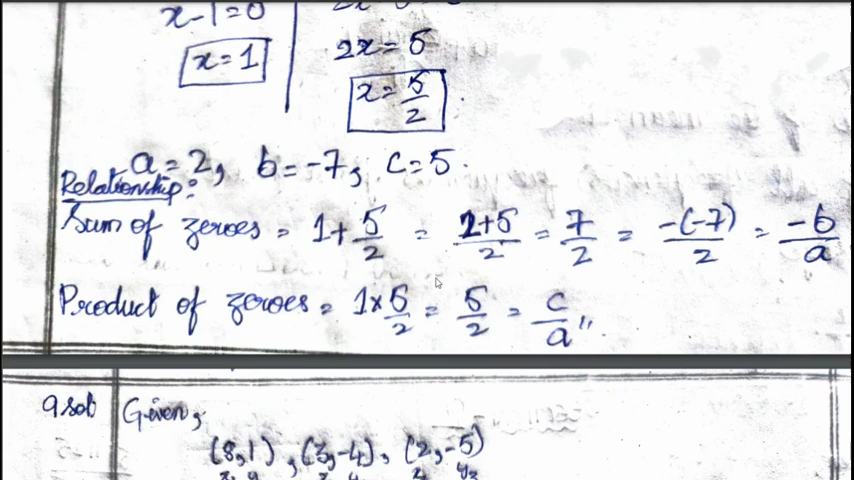 x-1=0
x=1
2x=5
x=5/2
a=2, b=-7, c=5.
Relationship:
Sum of zeroes = 1+5/2 = 2+5/2 = 7/2 = -(-7)/2 = -b/a
Product of zeroes = 1×5/2 = 5/2 = c/a"
9sol Given,
(8,1), (3,-4), (2,-5)